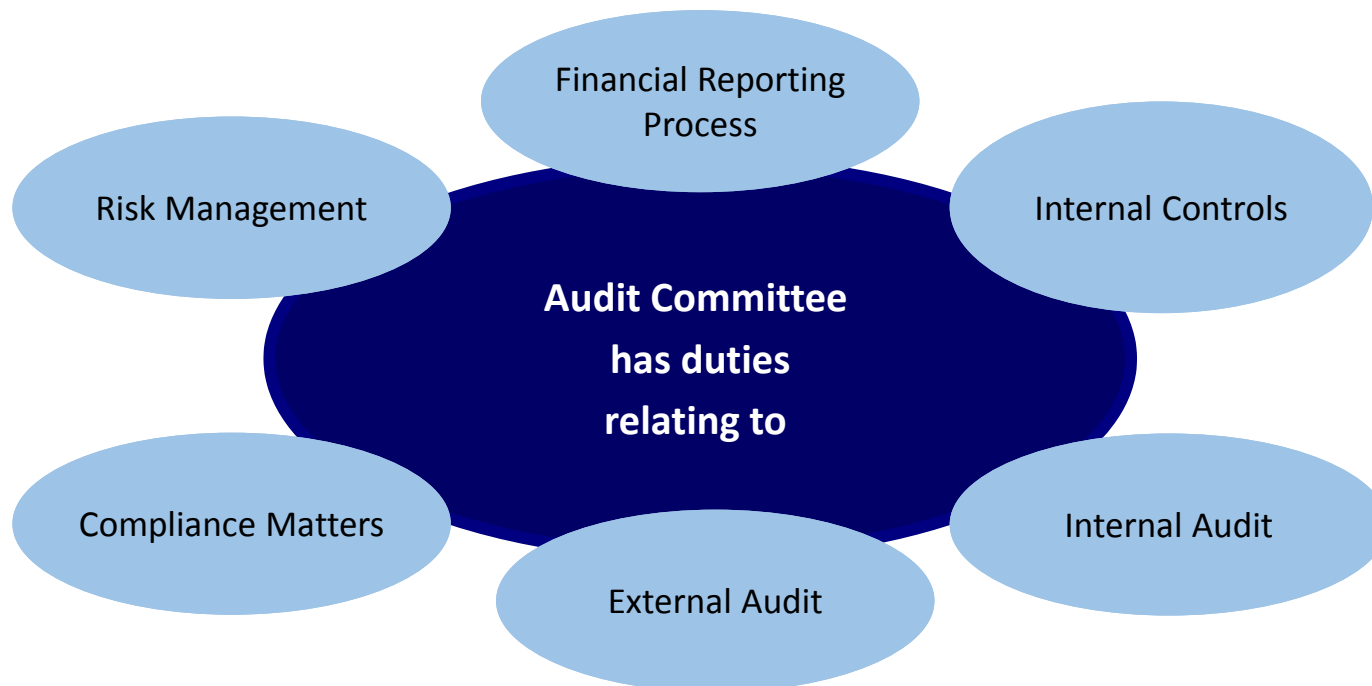 Financial Reporting
Process
Risk Management
Internal Controls
Audit Committee
has duties
relating to
Compliance Matters
Internal Audit
External Audit